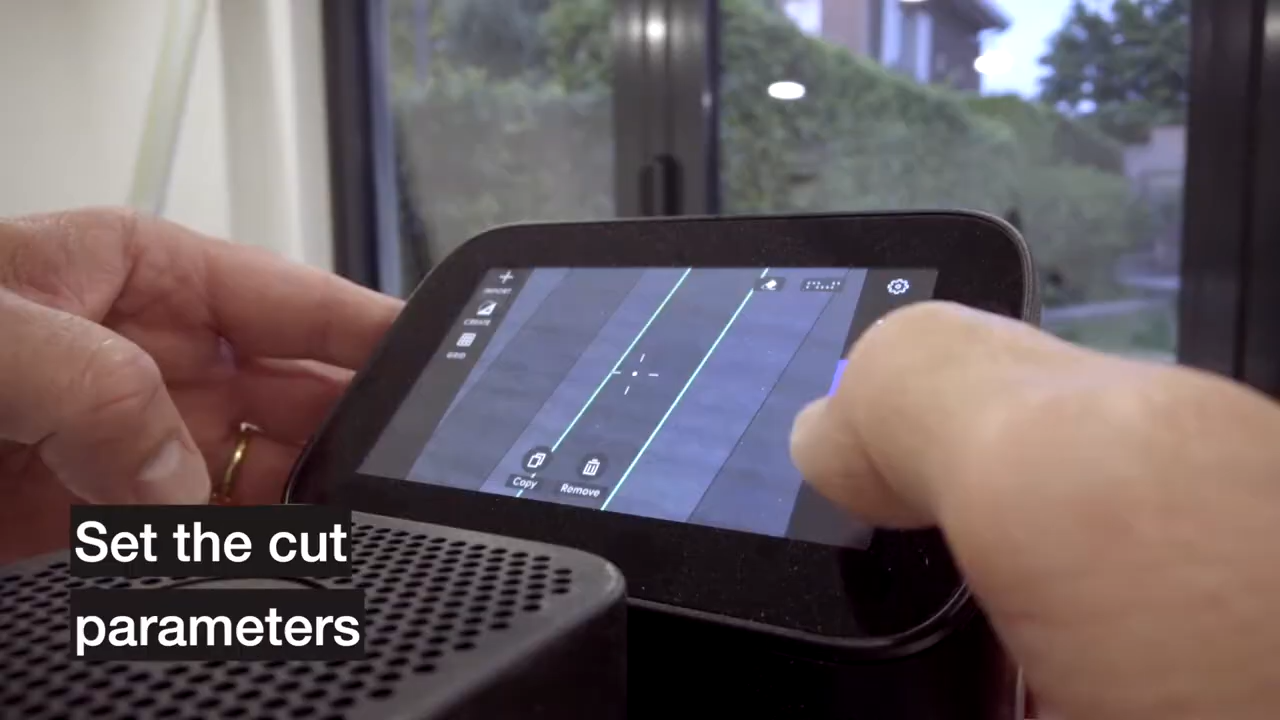 IMPORT
CREATE
GRID
Copy
Remove
Set the cut
parameters